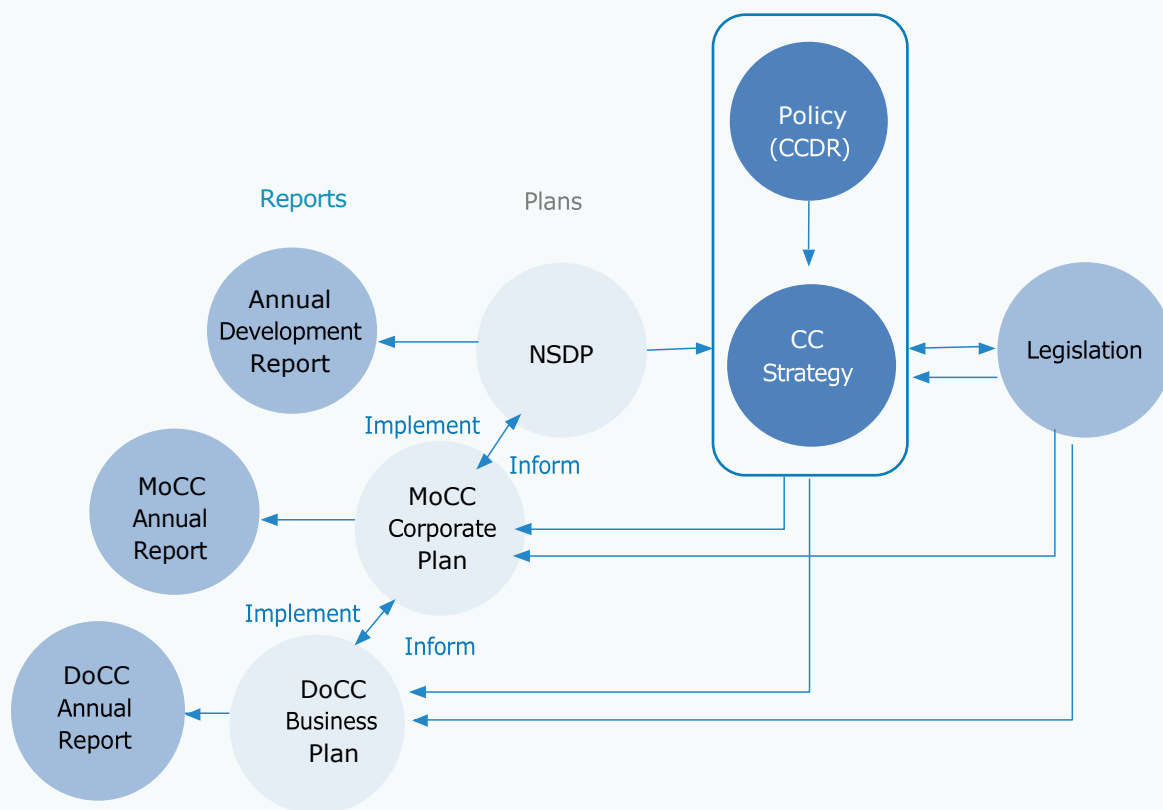 Policy
(CCDR)
Reports
Plans
Annual
Development
Report
NSDP
CC
Strategy
Legislation
Implement
Inform
MoCC
Annual
Report
MoCC
Corporate
Plan
Implement
Inform
DoCC
Annual
Report
DoCC
Business
Plan